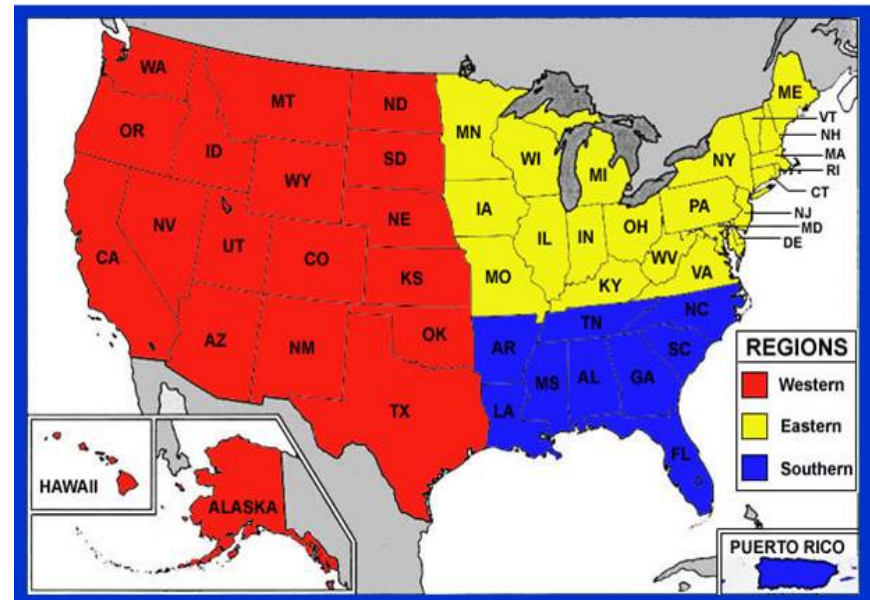 WA
MT
ND
MN
ME
VT
NH
MA
RI
CT
OR
ID
SD
WI
MI
NY
WY
IA
PA
NJ
NE
MD
DE
NV
UT
IL
IN
OH
WV
CA
CO
KS
MO
KY
VA
AZ
NM
OK
AR
TN
NC
SC
TX
LA
MS
AL
GA
FL
REGIONS
Western
Eastern
Southern
HAWAII
ALASKA
PUERTO RICO